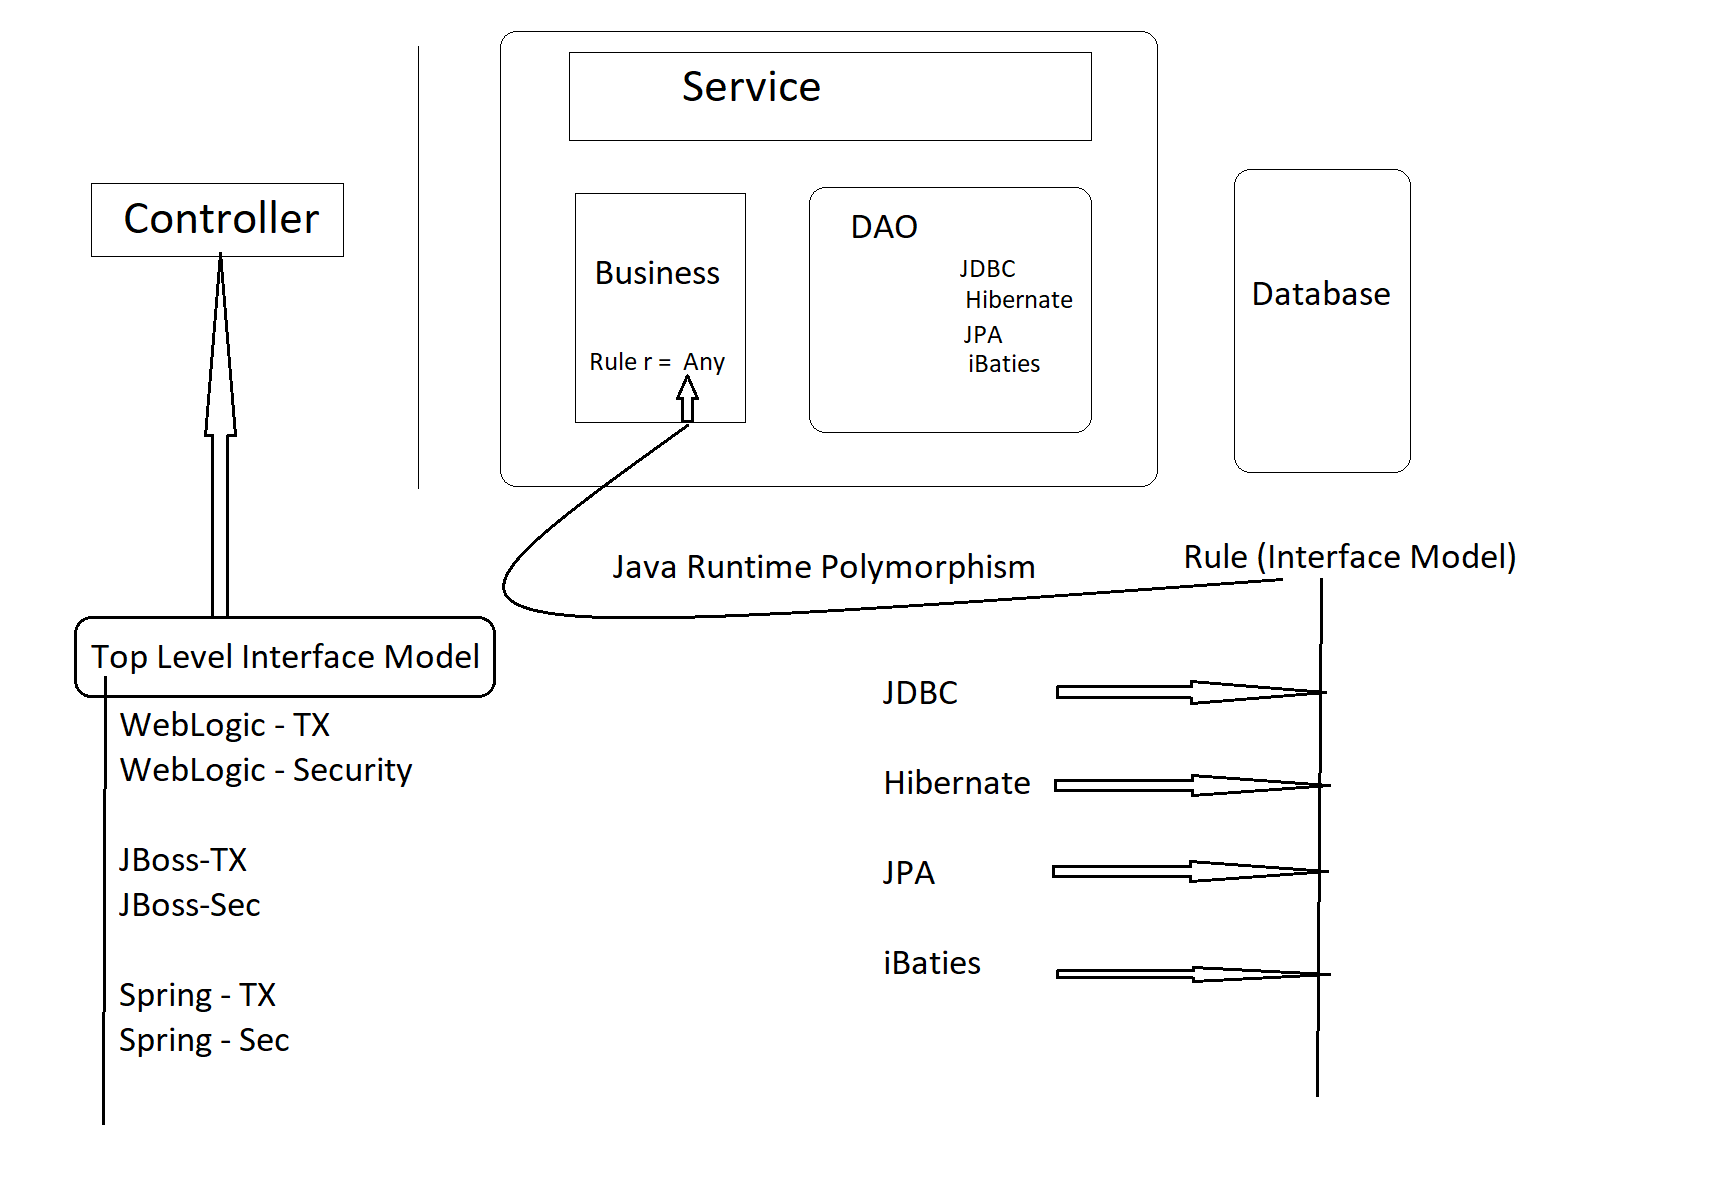 Service
Controller
Business
Rule r = Any
DAO
JDBC
Hibernate
JPA
iBaties
Database
Java Runtime Polymorphism
Rule (Interface Model)
Top Level Interface Model
WebLogic - TX
WebLogic - Security
JBoss-TX
JBoss-Sec
Spring - TX
Spring - Sec
JDBC
Hibernate
JPA
iBaties